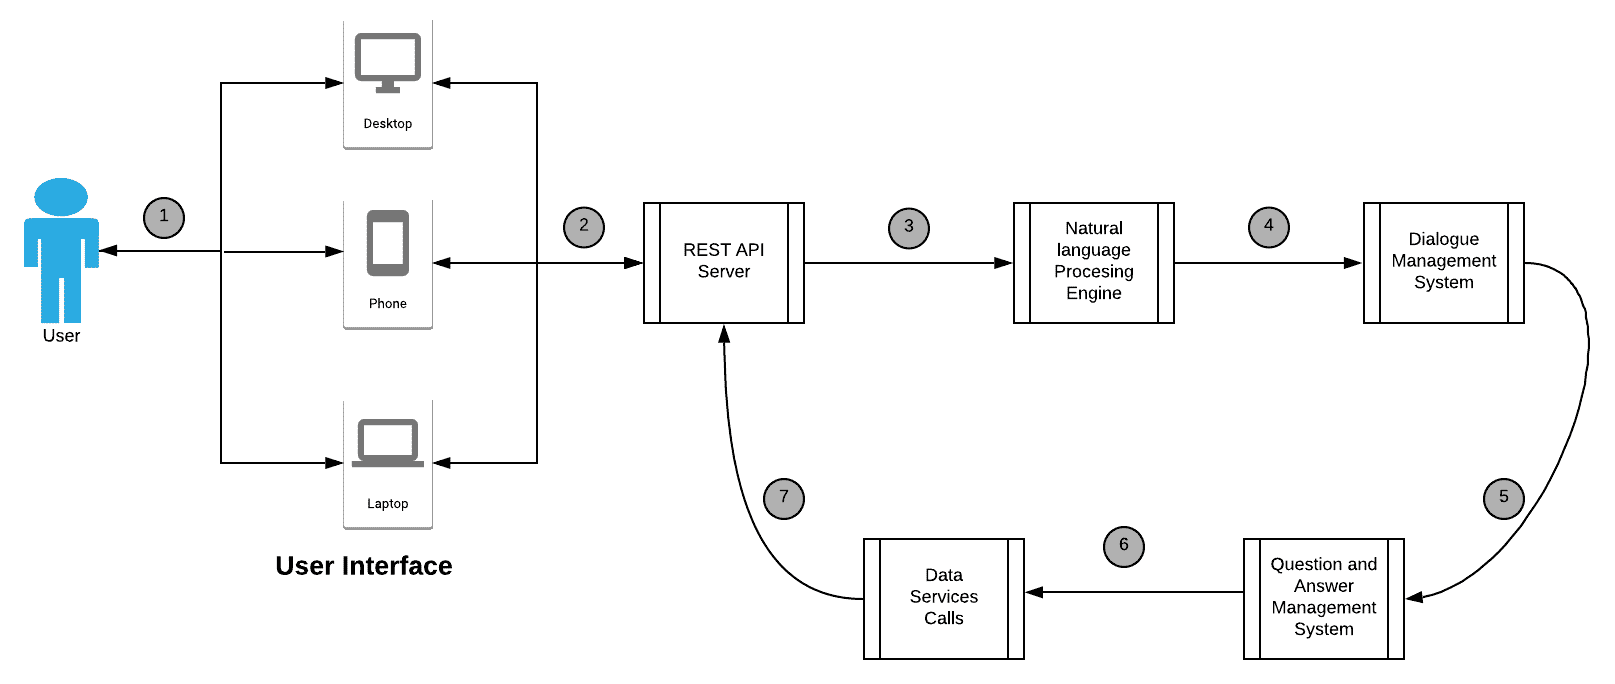 Desktop
1
User
Phone
Laptop
User Interface
2
REST API
Server
3
Natural
language
Procesing
Engine
4
Dialogue
Management
System
5
Question and
Answer
Management
System
6
Data
Services
Calls
7